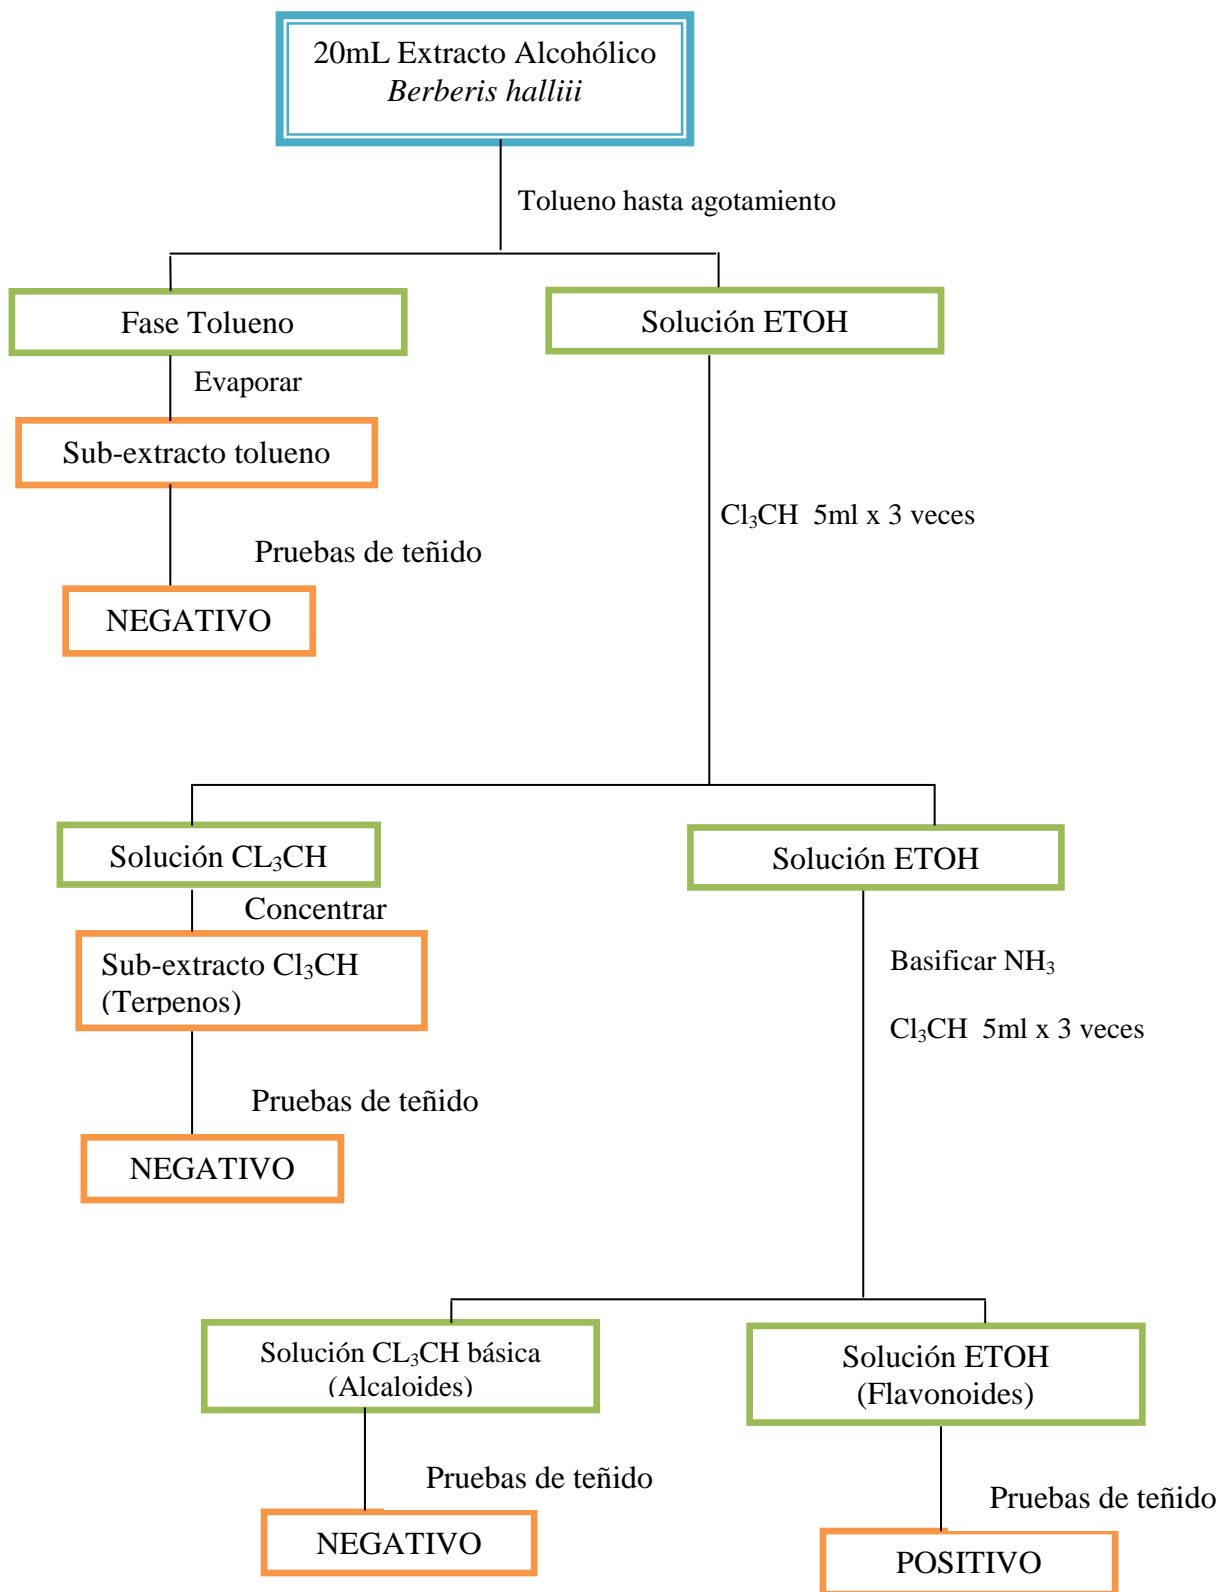 20mL Extracto Alcohólico
Berberis halliii
Tolueno hasta agotamiento
Fase Tolueno
Solución ETOH
Evaporar
Sub-extracto tolueno
Cl₃CH 5ml x 3 veces
Pruebas de teñido
NEGATIVO
Solución CL₃CH
Solución ETOH
Concentrar
Sub-extracto Cl₃CH
(Terpenos)
Basificar NH₃
Cl₃CH 5ml x 3 veces
Pruebas de teñido
NEGATIVO
Solución CL₃CH básica
(Alcaloides)
Solución ETOH
(Flavonoides)
Pruebas de teñido
Pruebas de teñido
NEGATIVO
POSITIVO